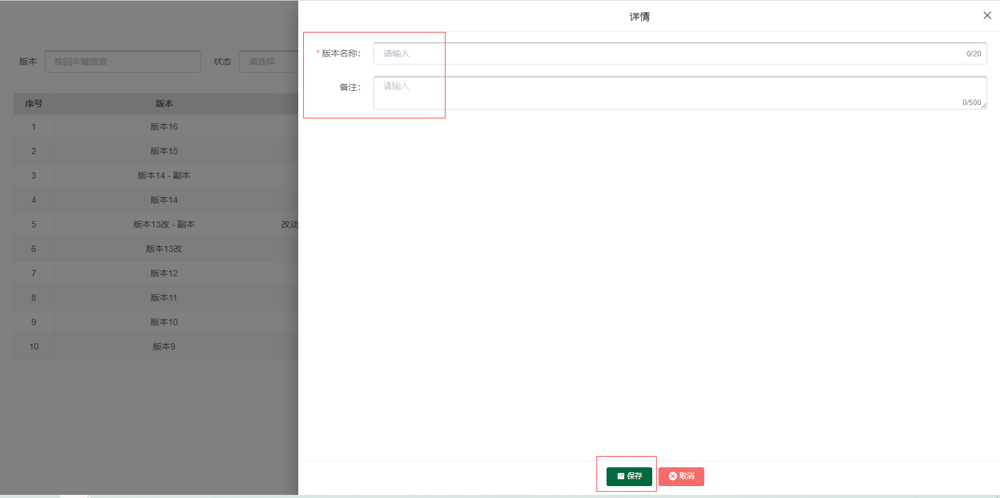 详情
版本 按回车键搜索 状态 请选择
* 版本名称： 请输入 0/20
备注： 请输入 0/500
序号 版本
1 版本16
2 版本15
3 版本14 - 副本
4 版本14
5 版本13改 - 副本 改动
6 版本13改
7 版本12
8 版本11
9 版本10
10 版本9
保存 取消